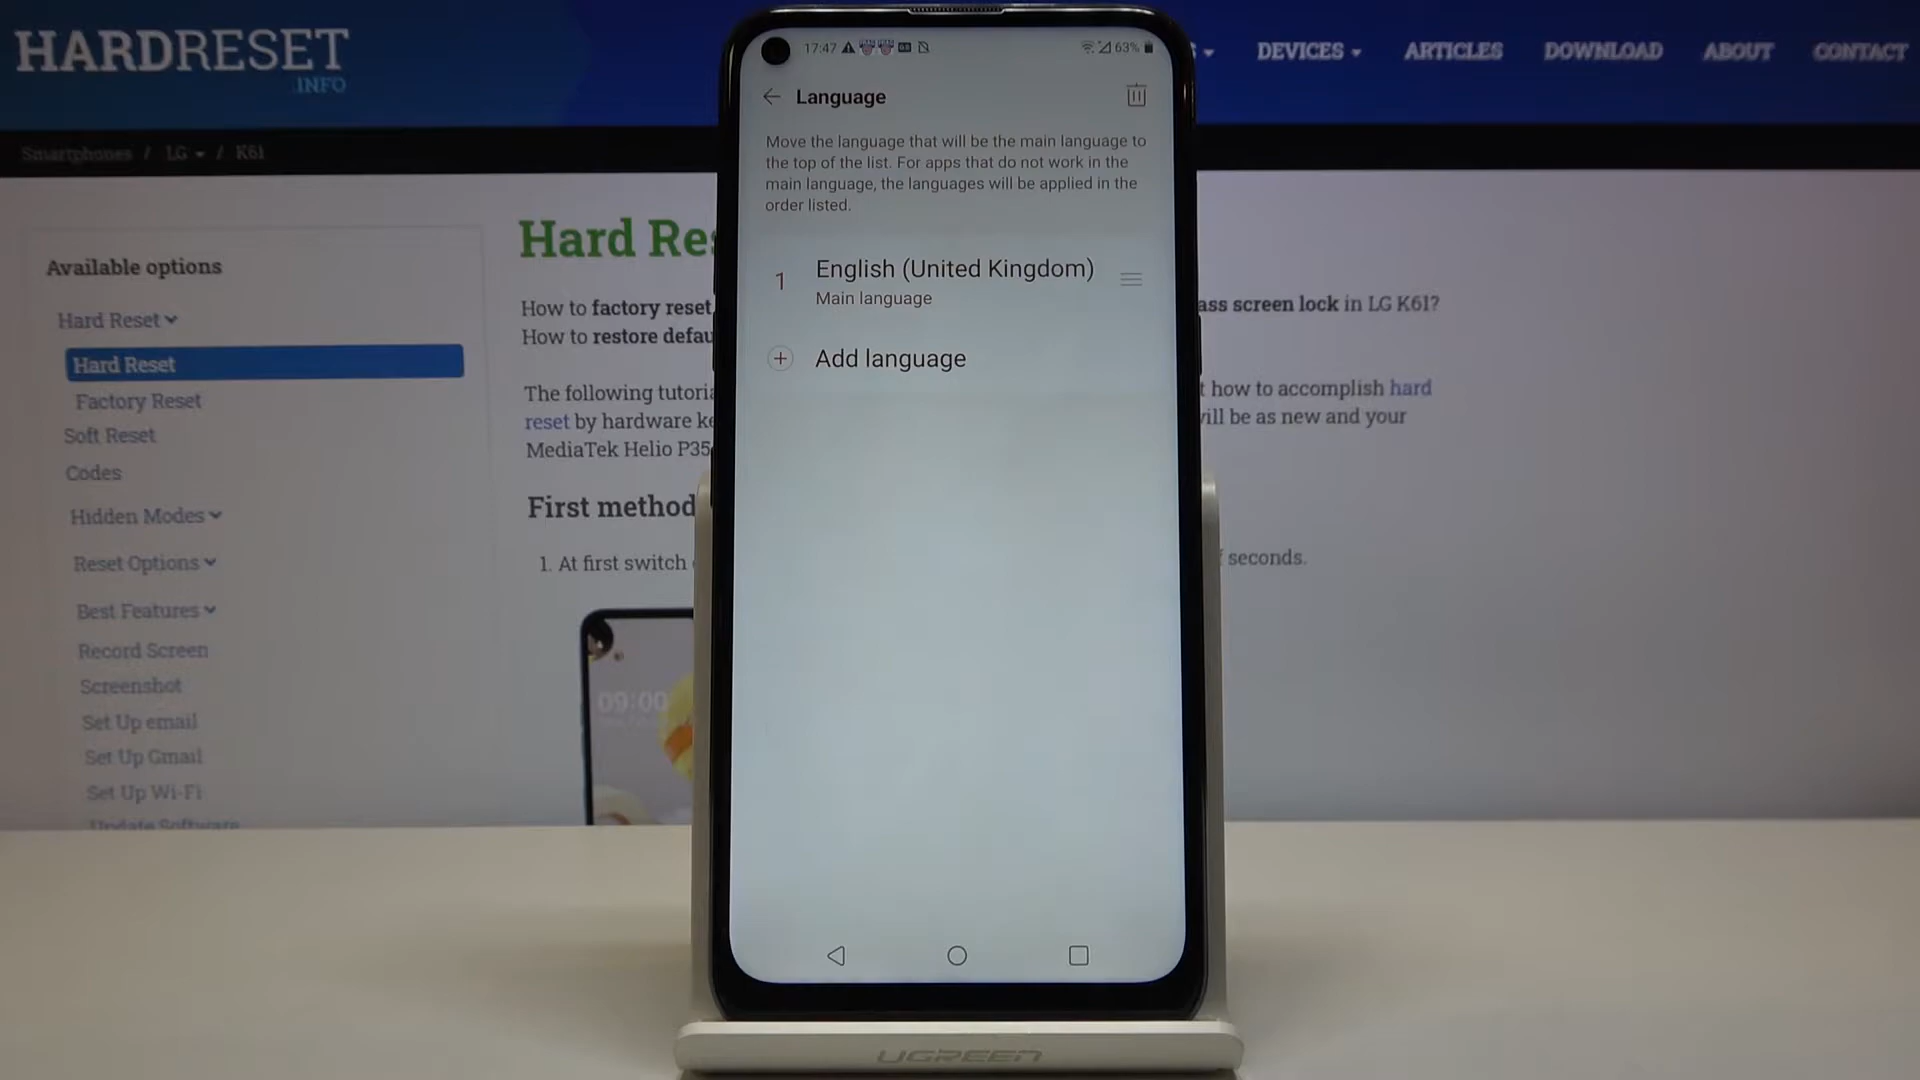 HARDRESET
.INFO
DEVICES
ARTICLES
DOWNLOAD
ABOUT
CONTACT
Smartphones / LG / K61
Available options
Hard Reset
Hard Reset
Factory Reset
Soft Reset
Codes
Hidden Modes
Reset Options
Best Features
Record Screen
Screenshot
Set Up email
Set Up Gmail
Set Up Wi-Fi
Update Software
Hard
How to factory reset
screen lock in LG K61?
How to restore
The following
how to accomplish hard
reset by hardware
be as new and your
MediaTek Helio P35
First method
1. At first switch
seconds.
09:00
17:47
63%
Language
Move the language that will be the main language to
the top of the list. For apps that do not work in the
main language, the languages will be applied in the
order listed.
1 English (United Kingdom)
Main language
+ Add language
UGREEN